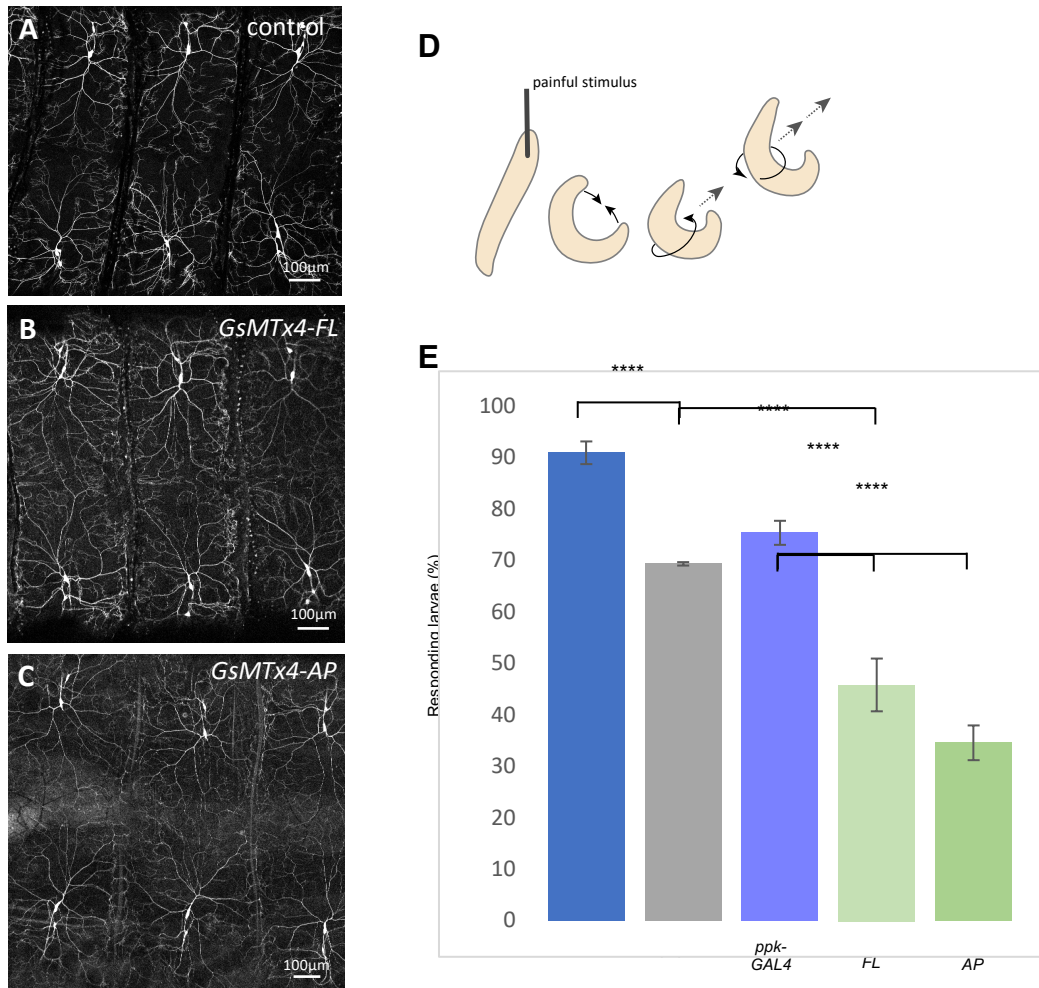 A
control
100µm
B
GsMTx4-FL
100µm
C
GsMTx4-AP
100µm
D
painful stimulus
E
****
****
****
****
100
90
80
70
60
50
40
30
20
10
0
Responding larvae (%)
ppk-
GAL4
FL
AP